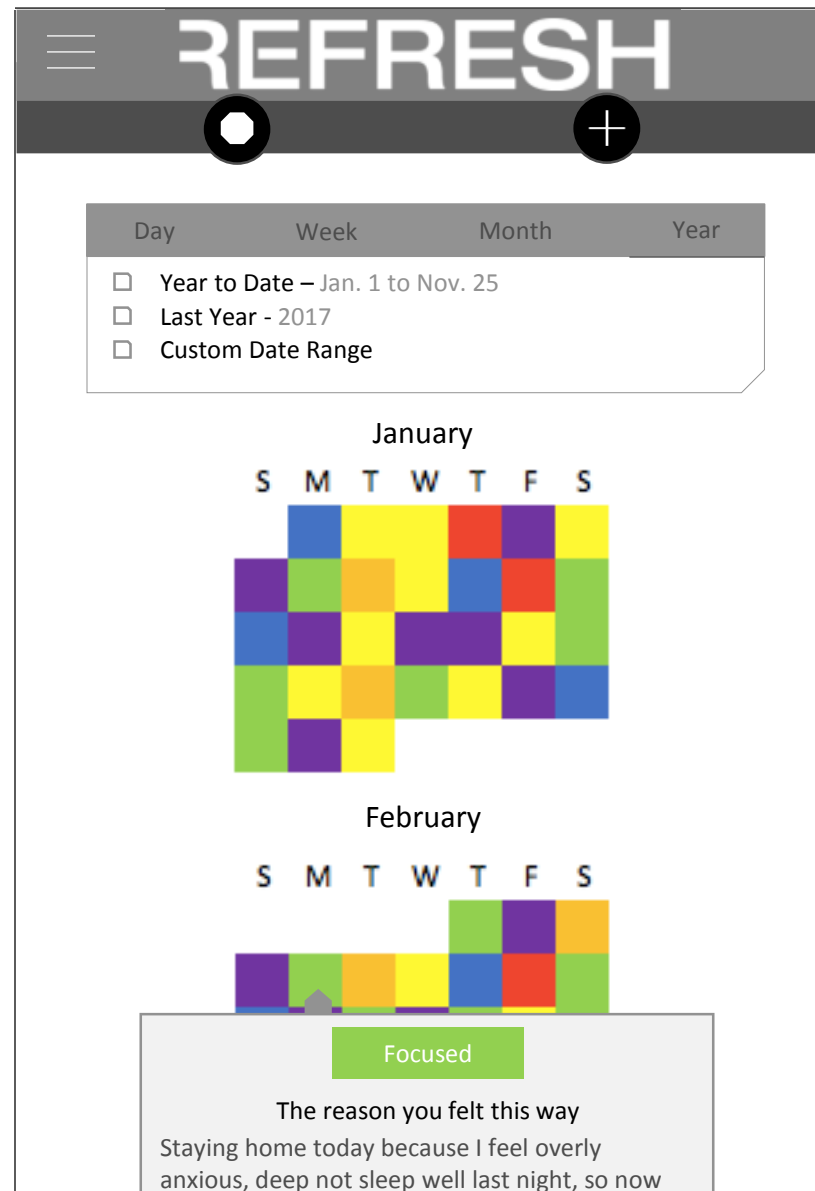 REFRESH
Day Week Month Year
Year to Date – Jan. 1 to Nov. 25
Last Year - 2017
Custom Date Range
January
S M T W T F S
February
S M T W T F S
Focused
The reason you felt this way
Staying home today because I feel overly
anxious, deep not sleep well last night, so now